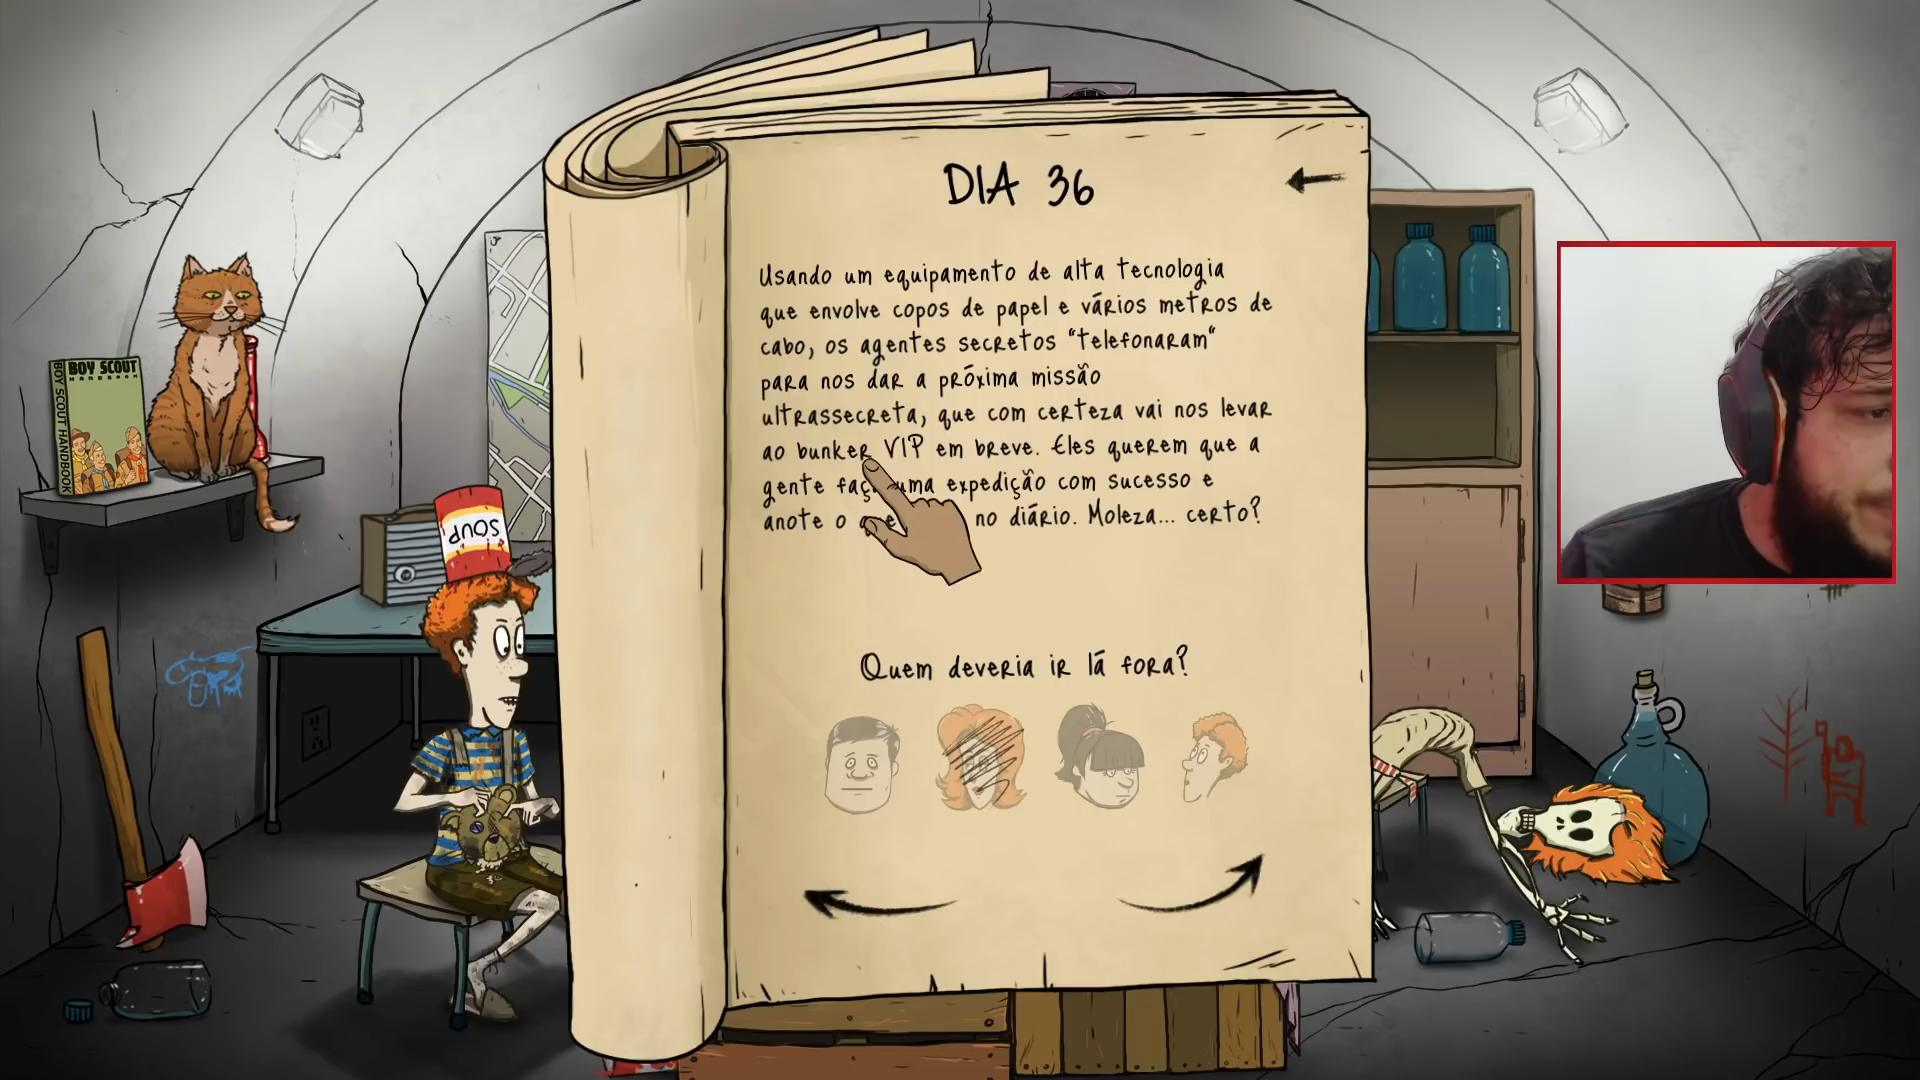 DIA 36
Usando um equipamento de alta tecnologia
que envolve copos de papel e vários metros de
cabo, os agentes secretos "telefonaram"
para nos dar a próxima missão
ultrassecreta, que com certeza vai nos levar
ao bunker VIP em breve. Eles querem que a
gente uma expedição com sucesso e
anote o no diário. Moleza... certo?
Quem deveria ir lá fora?
BOY SCOUT
HANDBOOK
BOY SCOUT HANDBOOK
SOUP